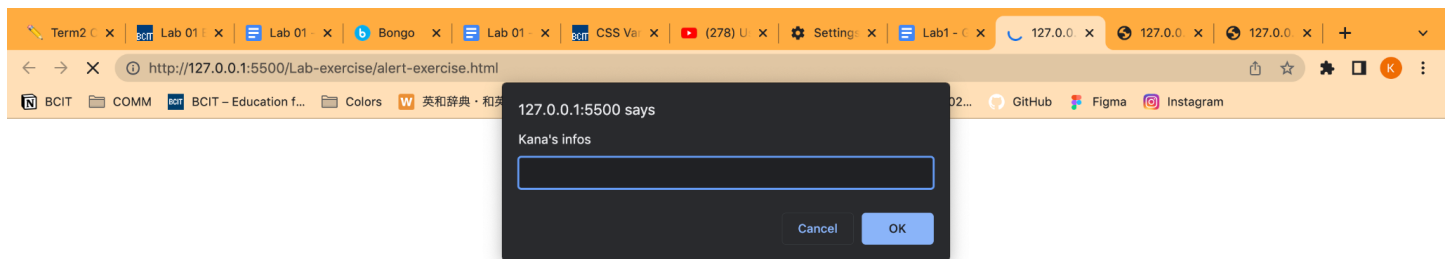 Term2 Lab 01 Lab 01 - Bongo Lab 01 - CSS Var (278) U Settings Lab1 - 127.0.0. 127.0.0. 127.0.0.
http://127.0.0.1:5500/Lab-exercise/alert-exercise.html K
BCIT COMM BCIT – Education f... Colors W 英和辞典・和英 02... GitHub Figma Instagram
127.0.0.1:5500 says
Kana's infos
Cancel OK